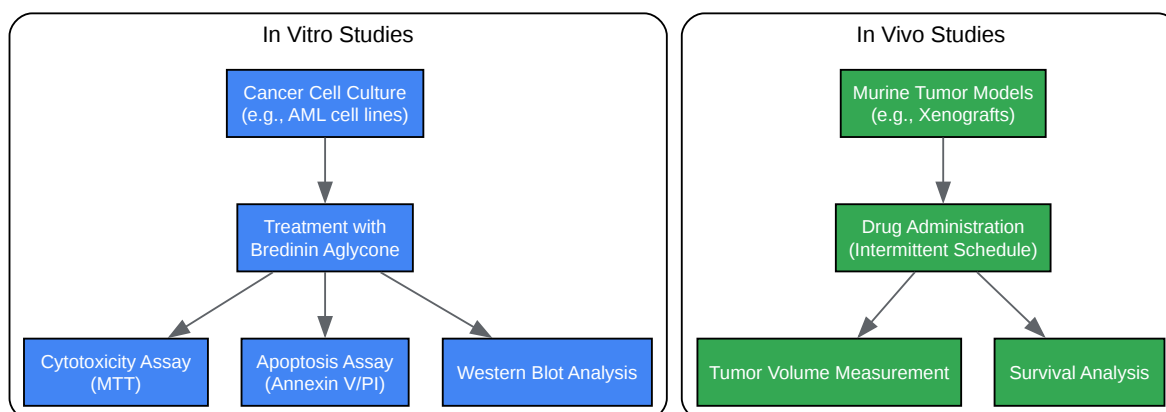 In Vitro Studies
Cancer Cell Culture
(e.g., AML cell lines)
Treatment with
Bredinin Aglycone
Cytotoxicity Assay
(MTT)
Apoptosis Assay
(Annexin V/PI)
Western Blot Analysis
In Vivo Studies
Murine Tumor Models
(e.g., Xenografts)
Drug Administration
(Intermittent Schedule)
Tumor Volume Measurement
Survival Analysis